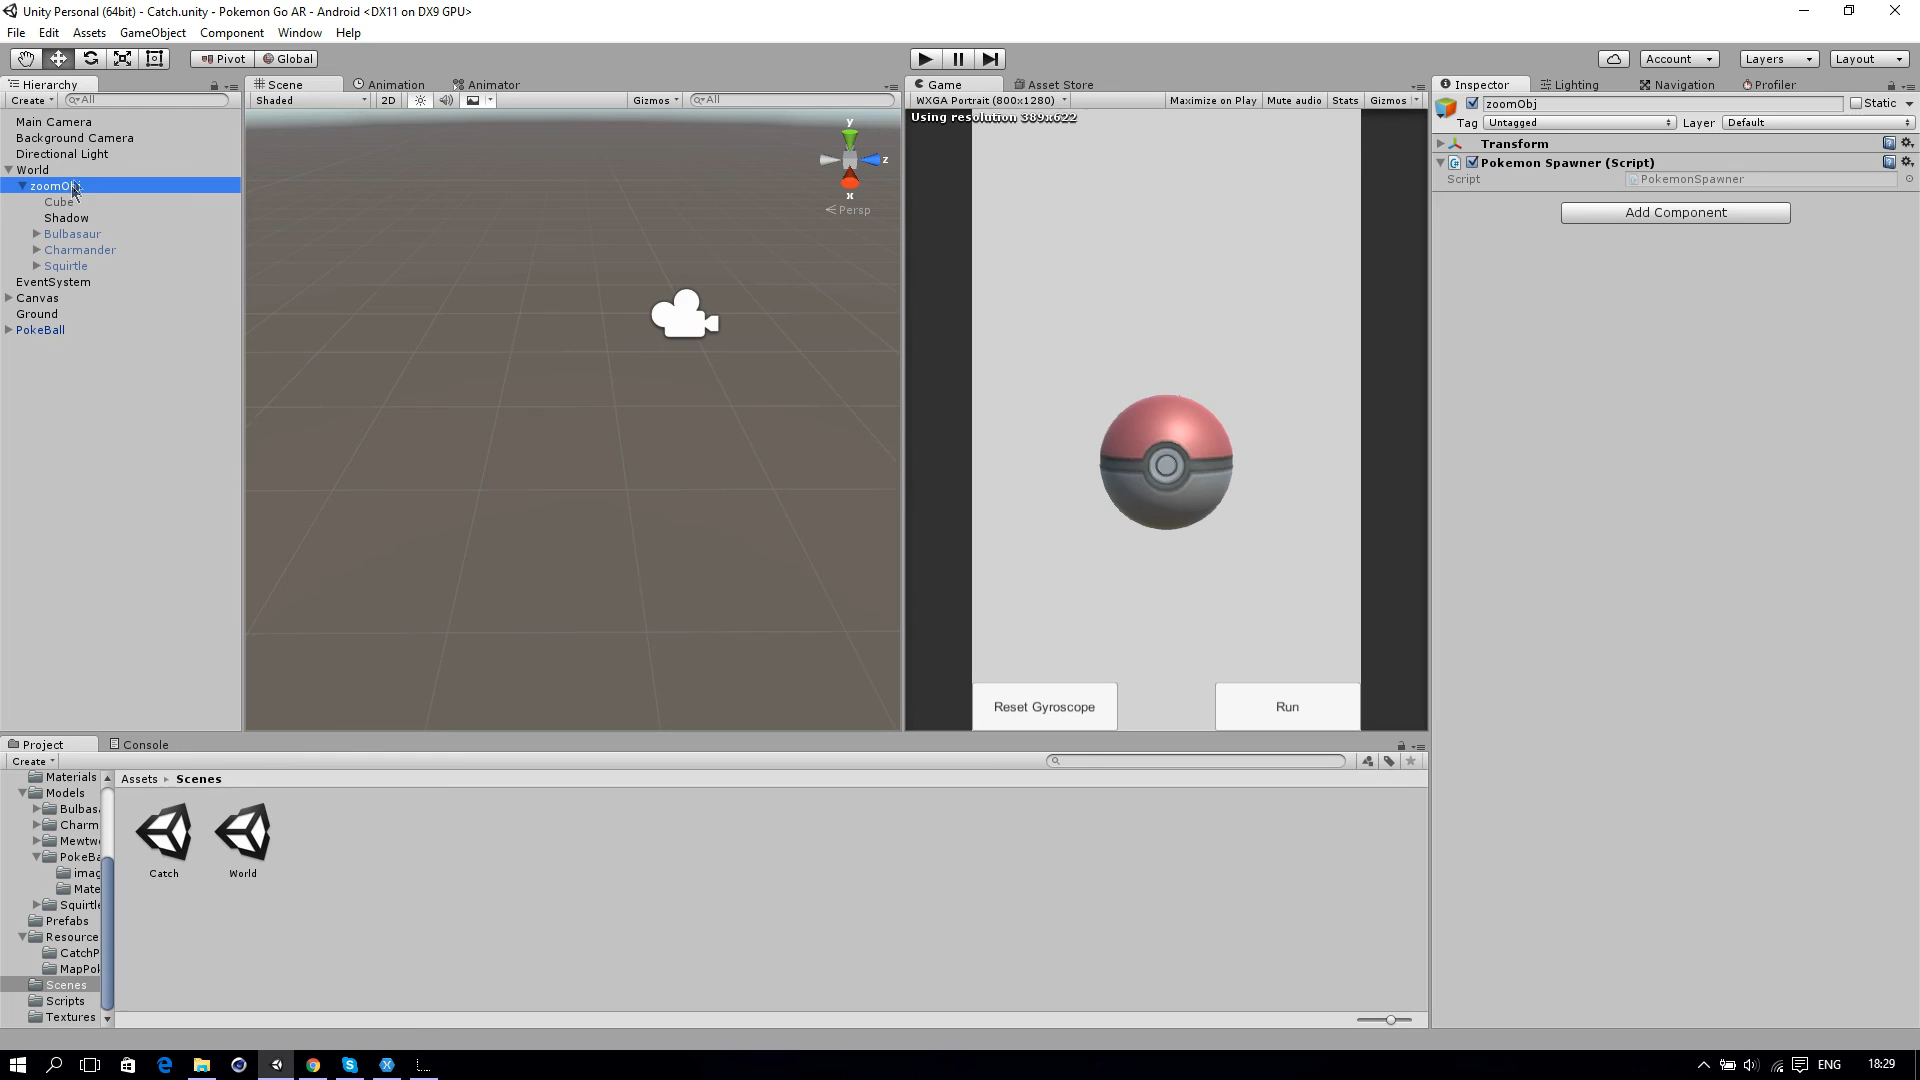 Unity Personal (64bit) - Catch.unity - Pokemon Go AR - Android <DX11 on DX9 GPU>
File Edit Assets GameObject Component Window Help
Pivot Global Account Layers Layout
Hierarchy Scene Animation Animator Game Asset Store Inspector Lighting Navigation Profiler
Create All Shaded 2D Gizmos All WXGA Portrait (800x1280) Maximize on Play Mute audio Stats Gizmos
zoomObj Static
Using resolution 389x622
Tag Untagged Layer Default
Main Camera
Background Camera
Directional Light
World
Cube
Shadow
Bulbasaur
Charmander
Squirtle
EventSystem
Canvas
Ground
PokeBall
y
z
x
Persp
Transform
Pokemon Spawner (Script)
Script PokemonSpawner
Add Component
Reset Gyroscope Run
Project Console
Create
Assets Scenes
Materials
Models
Bulbas
Charm
Mewtw
PokeBa
imag
Mate
Squirtle
Prefabs
Resource
CatchP
MapPok
Scenes
Scripts
Textures
Catch World
ENG 18:29